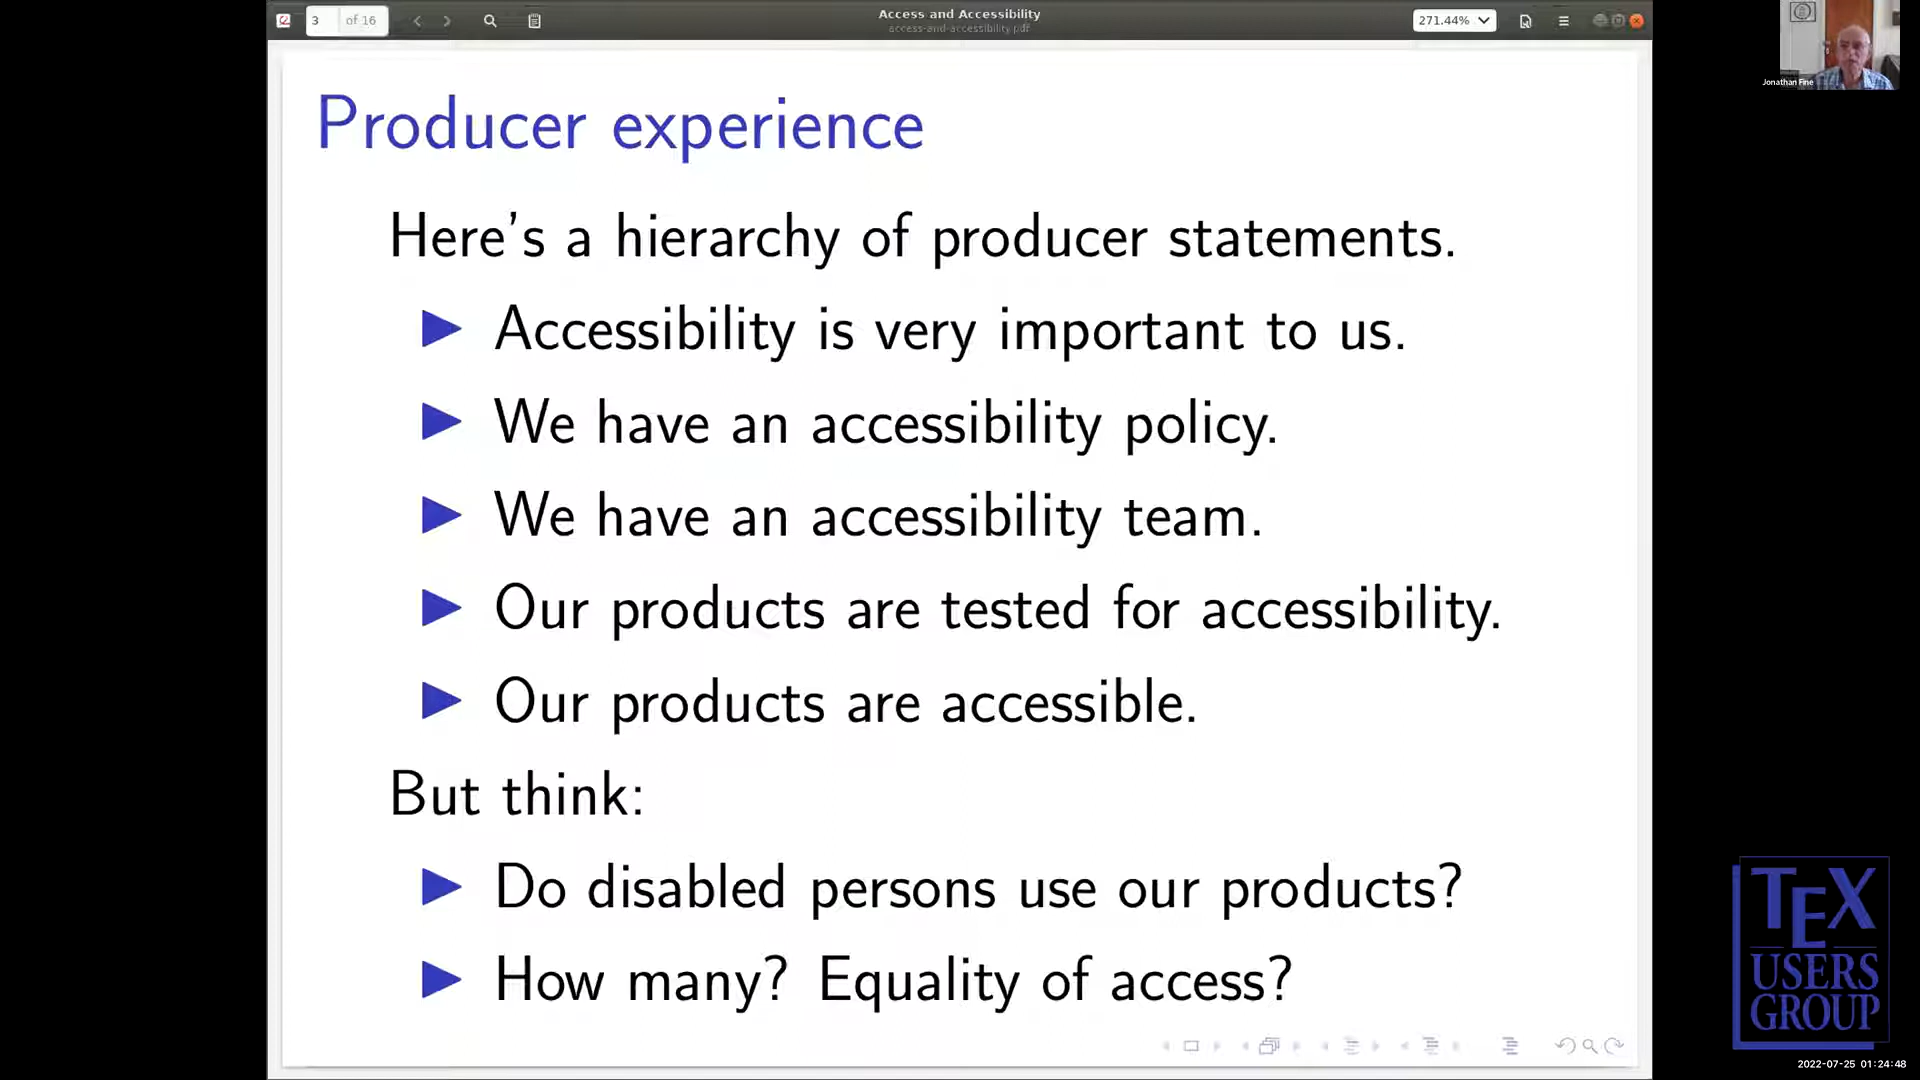 3 of 16
Access and Accessibility
access-and-accessibility.pdf
271.44%
Jonathan Fine
Producer experience
Here's a hierarchy of producer statements.
Accessibility is very important to us.
We have an accessibility policy.
We have an accessibility team.
Our products are tested for accessibility.
Our products are accessible.
But think:
Do disabled persons use our products?
How many? Equality of access?
TEX
USERS
GROUP
2022-07-25 01:24:48